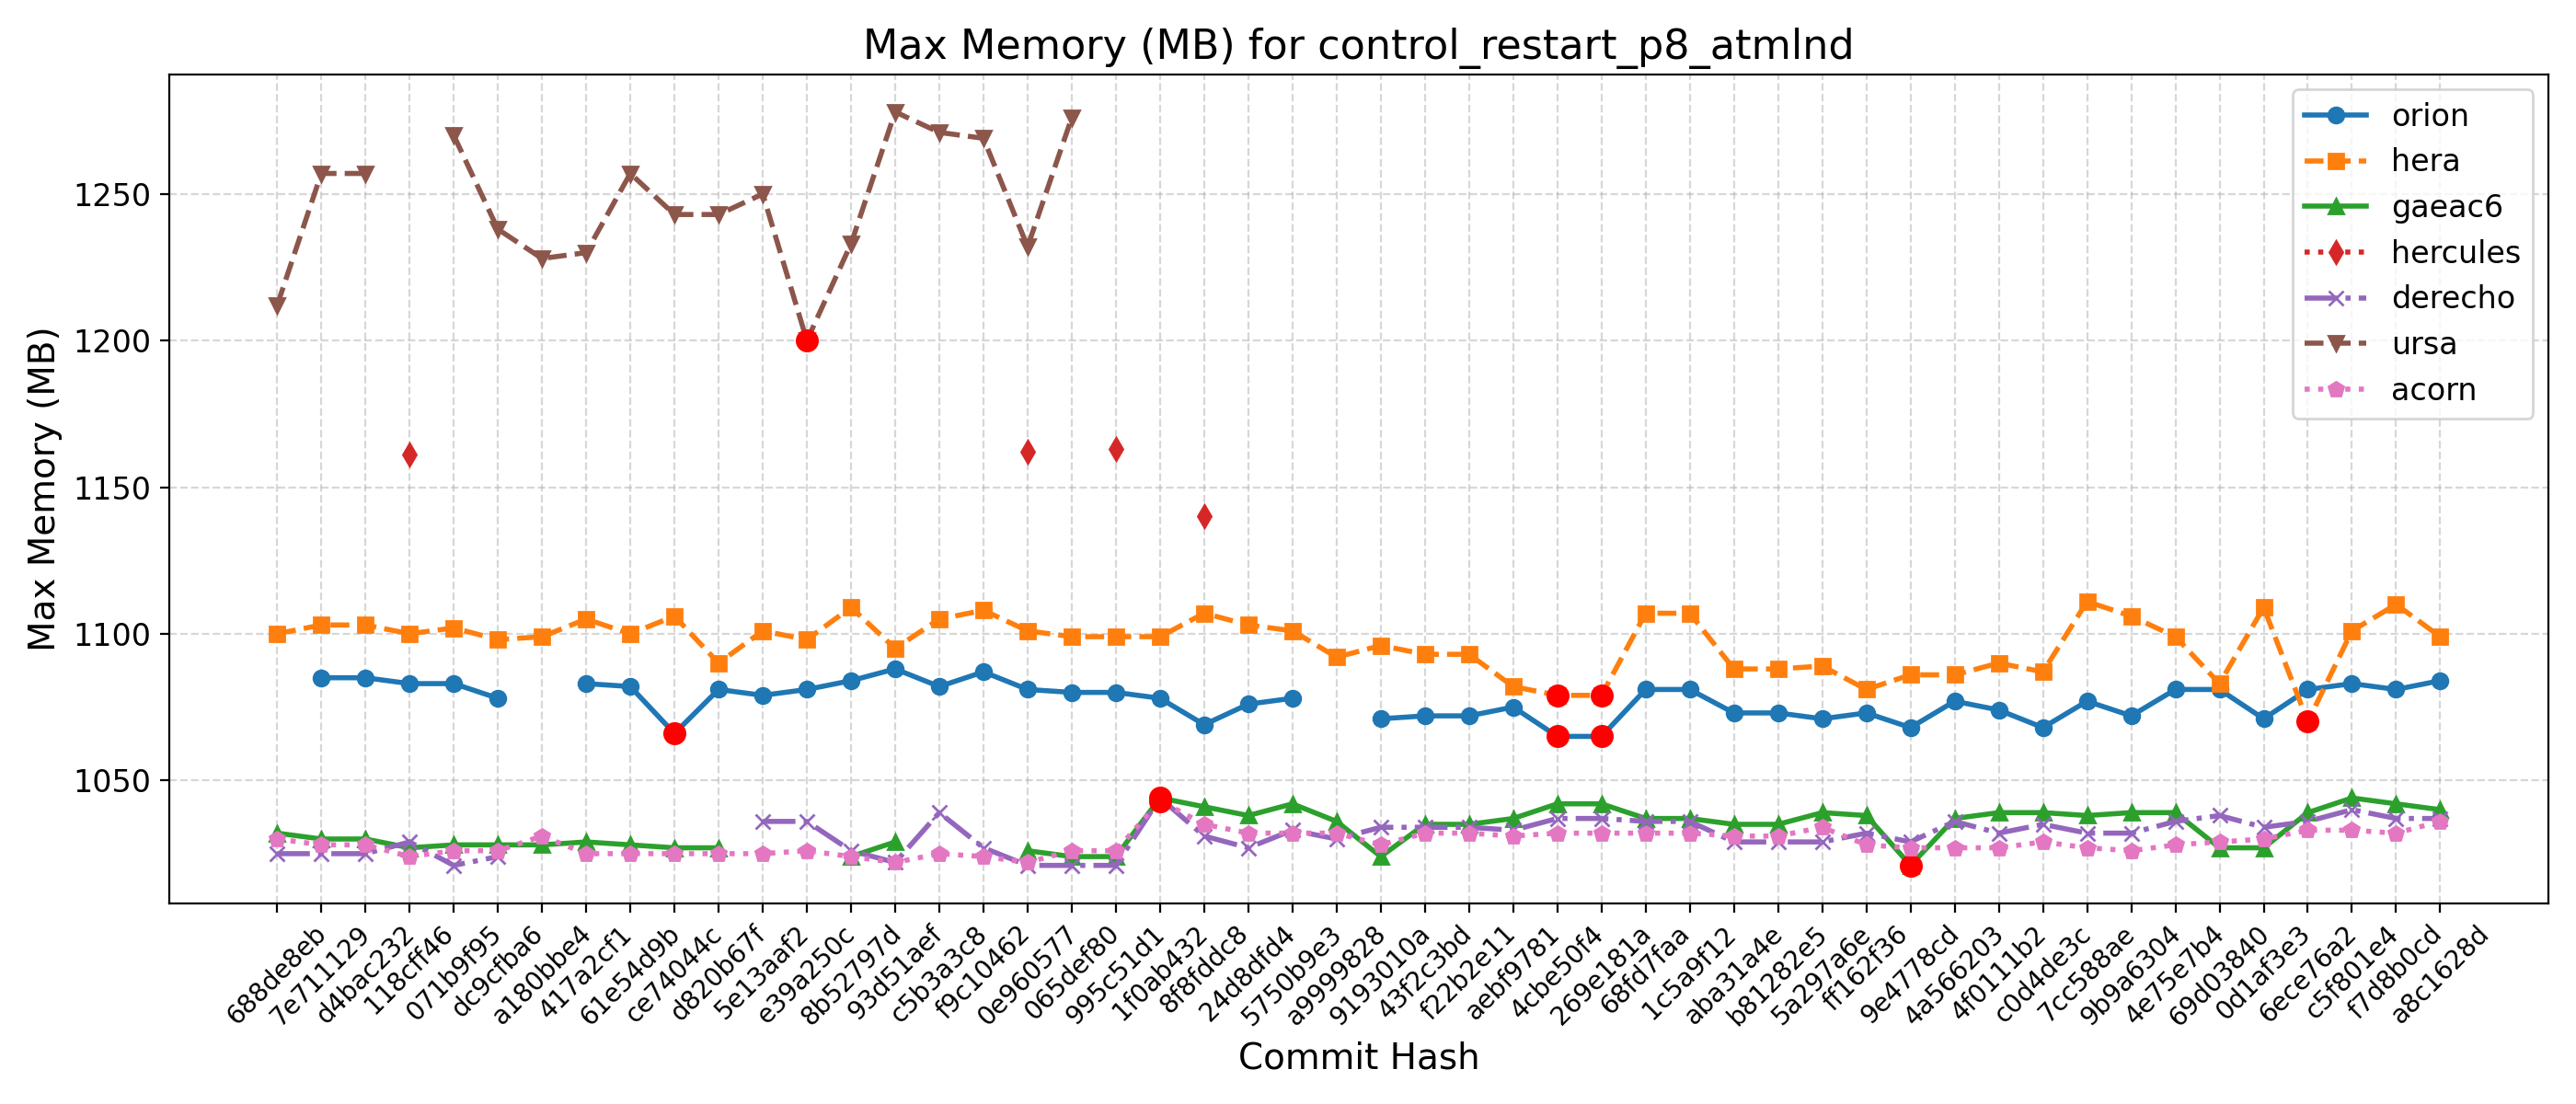 Max Memory (MB) for control_restart_p8_atmlnd
Max Memory (MB)
1250
1200
1150
1100
1050
orion
hera
gaeac6
hercules
derecho
ursa
acorn
688de8eb
7e711129
d4bac232
118cff46
071b9f95
dc9cfba6
a180bbe4
417a2cf1
61e54d9b
ce74044c
d820b67f
5e13aaf2
e39a250c
8b52797d
93d51aef
c5b3a3c8
f9c10462
0e960577
065def80
995c51d1
1f0ab432
8f8fddc8
24d8dfd4
5750b9e3
a9999828
9193010a
43f2c3bd
f22b2e11
aebf9781
4cbe50f4
269e181a
68fd7faa
1c5a9f12
aba31a4e
b81282e5
5a297a6e
ff162f36
9e4778cd
4a566203
4f0111b2
c0d4de3c
7cc588ae
9b9a6304
4e75e7b4
69d03840
0d1af3e3
6ece76a2
c5f801e4
f7d8b0cd
a8c1628d
Commit Hash